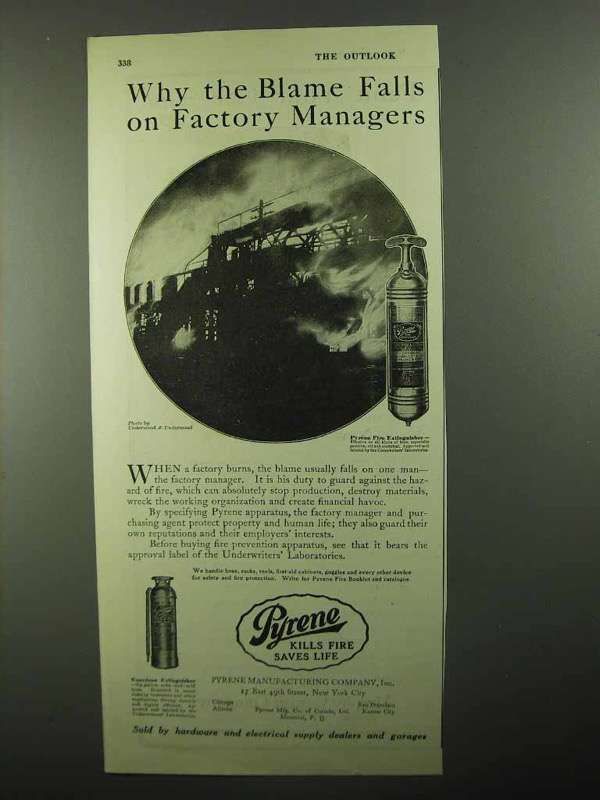 338
THE OUTLOOK
Why the Blame Falls
on Factory Managers
Photo by
Underwood & Underwood
Pyrene
Pyrene Fire Extinguisher—
WHEN a factory burns, the blame usually falls on one man—
the factory manager. It is his duty to guard against the haz-
ard of fire, which can absolutely stop production, destroy materials,
wreck the working organization and create financial havoc.
By specifying Pyrene apparatus, the factory manager and pur-
chasing agent protect property and human life; they also guard their
own reputations and their employers' interests.
Before buying fire prevention apparatus, see that it bears the
approval label of the Underwriters' Laboratories.
We handle hose, racks, reels, first-aid cabinets, goggles and every other device
for safety and fire protection. Write for Pyrene Fire Booklet and catalogue
Pyrene
KILLS FIRE
SAVES LIFE
Guardene Extinguisher
PYRENE MANUFACTURING COMPANY, Inc.
17 East 49th Street, New York City
Chicago
Atlanta
Pyrene Mfg. Co. of Canada, Ltd.
Montreal, P. Q.
San Francisco
Kansas City
Sold by hardware and electrical supply dealers and garages